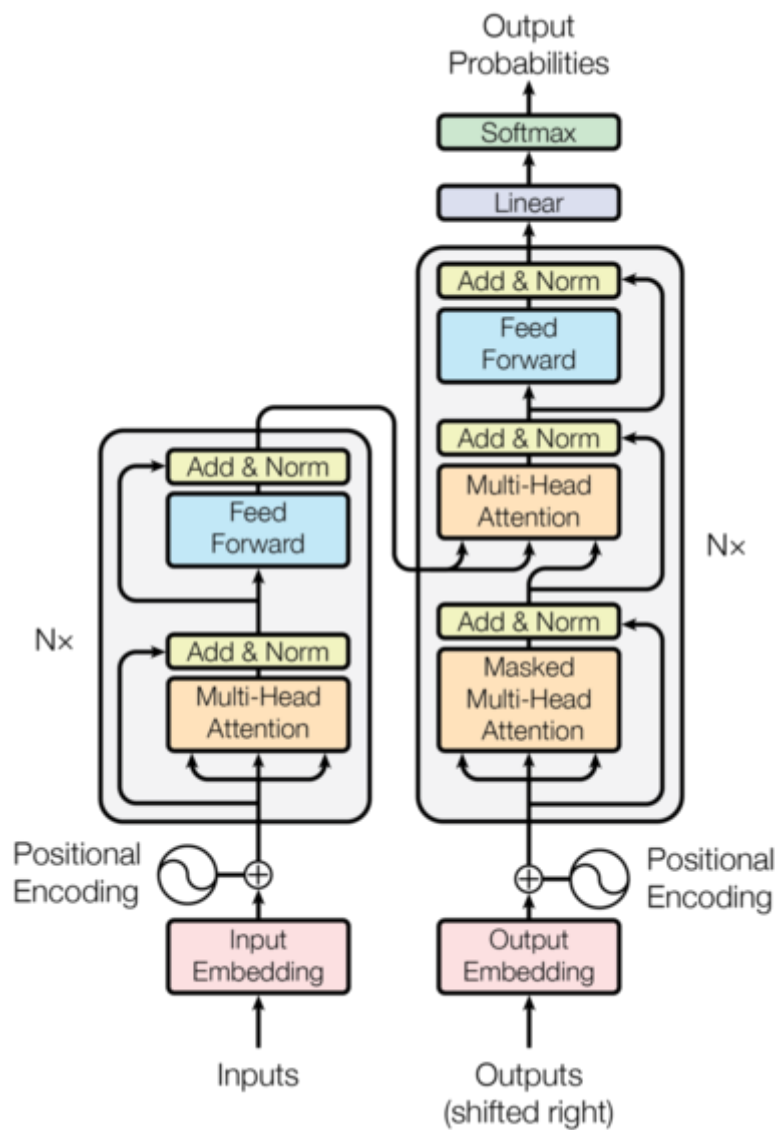 Output
Probabilities
Softmax
Linear
Add & Norm
Feed
Forward
Add & Norm
Multi-Head
Attention
Add & Norm
Masked
Multi-Head
Attention
N×
Add & Norm
Feed
Forward
Add & Norm
Multi-Head
Attention
N×
Positional
Encoding
Positional
Encoding
Input
Embedding
Output
Embedding
Inputs
Outputs
(shifted right)